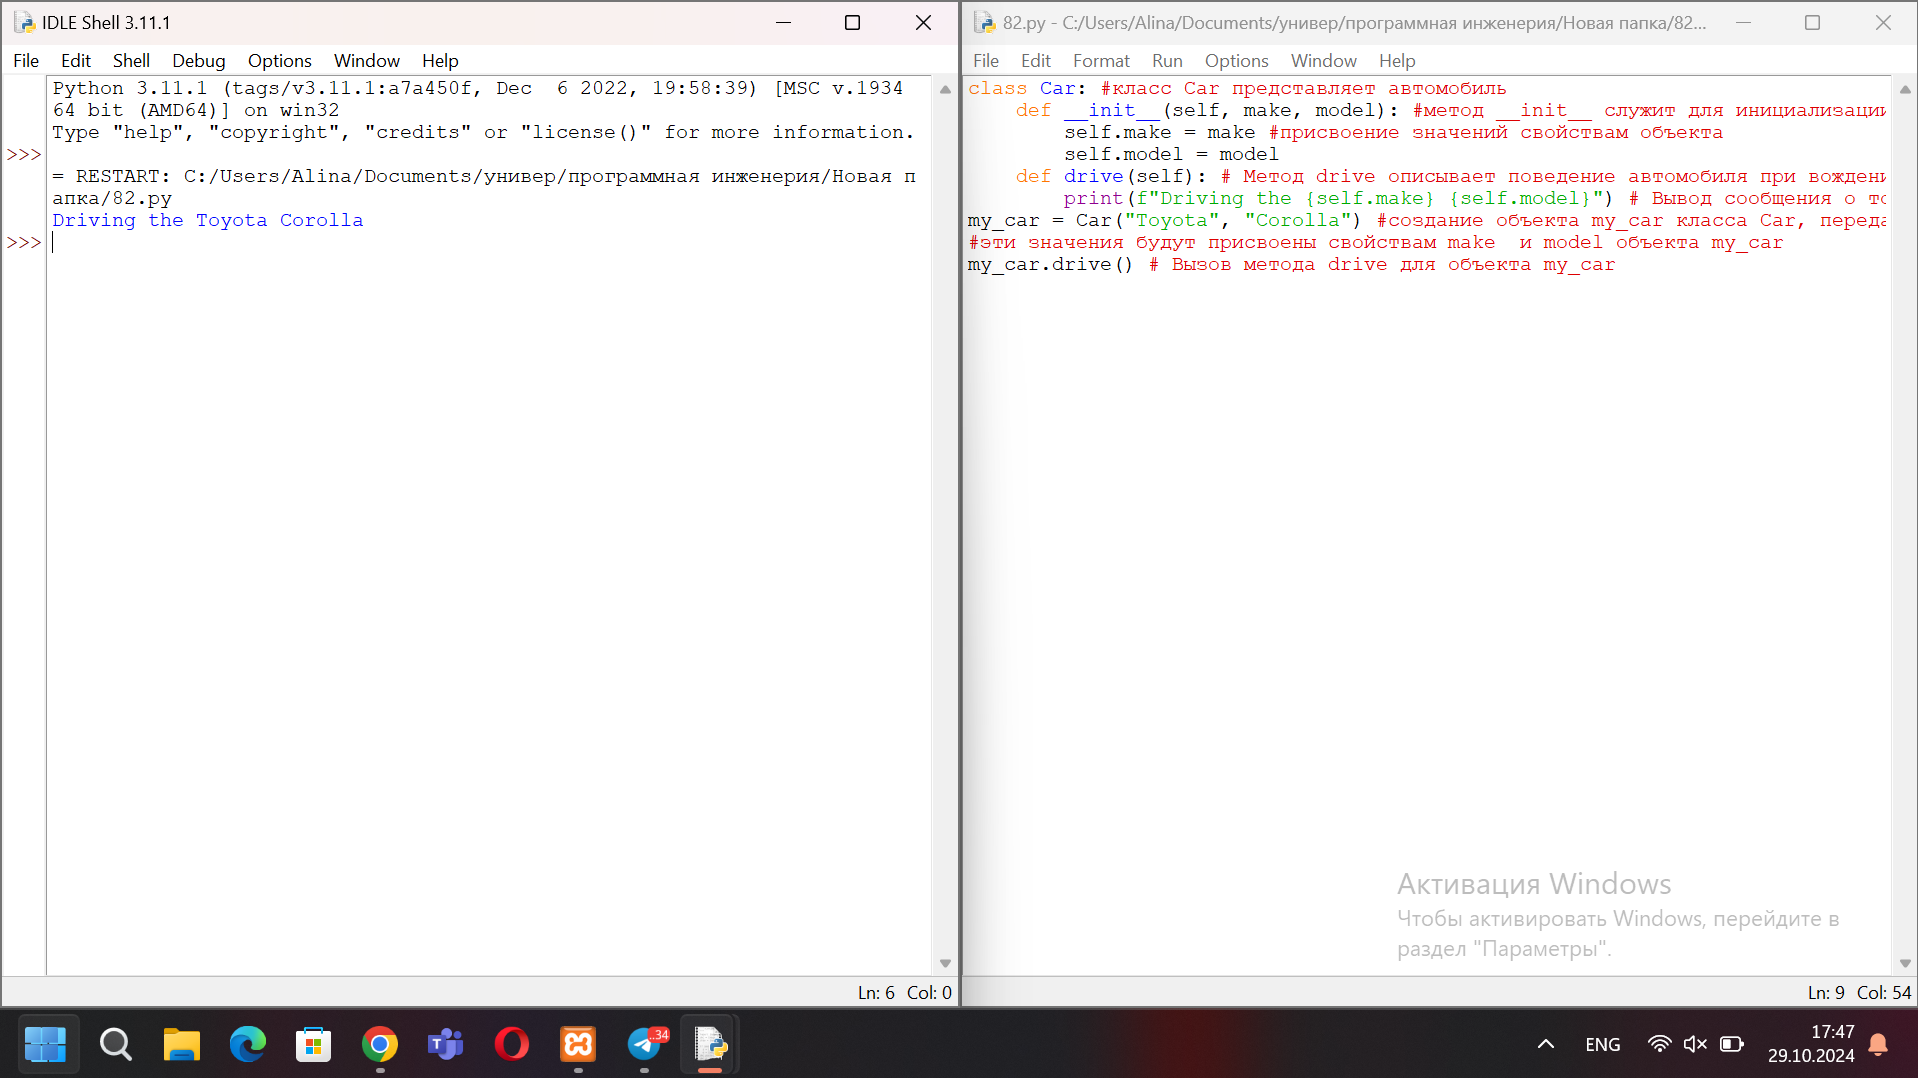 IDLE Shell 3.11.1
File Edit Shell Debug Options Window Help
Python 3.11.1 (tags/v3.11.1:a7a450f, Dec  6 2022, 19:58:39) [MSC v.1934
64 bit (AMD64)] on win32
Type "help", "copyright", "credits" or "license()" for more information.
>>>
= RESTART: C:/Users/Alina/Documents/универ/программная инженерия/Новая п
апка/82.py
Driving the Toyota Corolla
>>>
Ln: 6 Col: 0
82.py - C:/Users/Alina/Documents/универ/программная инженерия/Новая папка/82...
File Edit Format Run Options Window Help
class Car: #класс Car представляет автомобиль
    def __init__(self, make, model): #метод __init__ служит для инициализации
        self.make = make #присвоение значений свойствам объекта
        self.model = model
    def drive(self): # Метод drive описывает поведение автомобиля при вождени
        print(f"Driving the {self.make} {self.model}") # Вывод сообщения о то
my_car = Car("Toyota", "Corolla") #создание объекта my_car класса Car, переда
#эти значения будут присвоены свойствам make  и model объекта my_car
my_car.drive() # Вызов метода drive для объекта my_car
Активация Windows
Чтобы активировать Windows, перейдите в
раздел "Параметры".
Ln: 9 Col: 54
..34
ENG
17:47
29.10.2024